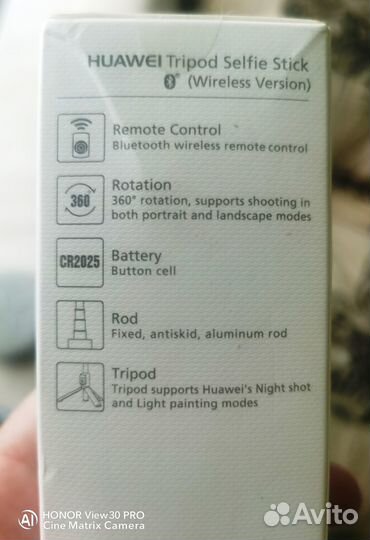 HUAWEI Tripod Selfie Stick
(Wireless Version)
Remote Control
Bluetooth wireless remote control
360
Rotation
360° rotation, supports shooting in
both portrait and landscape modes
CR2025
Battery
Button cell
Rod
Fixed, antiskid, aluminum rod
Tripod
Tripod supports Huawei's Night shot
and Light painting modes
AI HONOR View30 PRO
Cine Matrix Camera
Avito